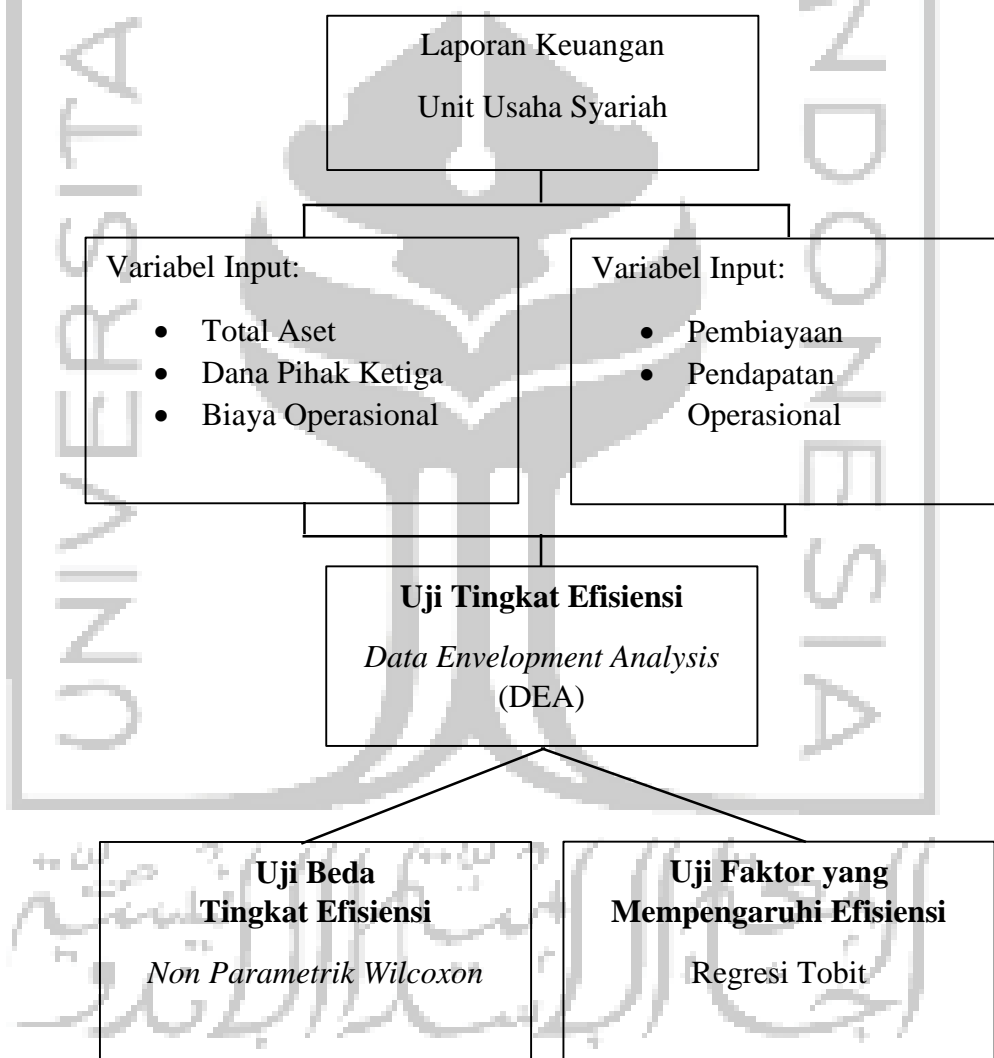 Laporan Keuangan
Unit Usaha Syariah
Variabel Input:
• Total Aset
• Dana Pihak Ketiga
• Biaya Operasional
Variabel Input:
• Pembiayaan
• Pendapatan
Operasional
Uji Tingkat Efisiensi
Data Envelopment Analysis
(DEA)
Uji Beda
Tingkat Efisiensi
Non Parametrik Wilcoxon
Uji Faktor yang
Mempengaruhi Efisiensi
Regresi Tobit
UNIVERSITA
NDONESIA